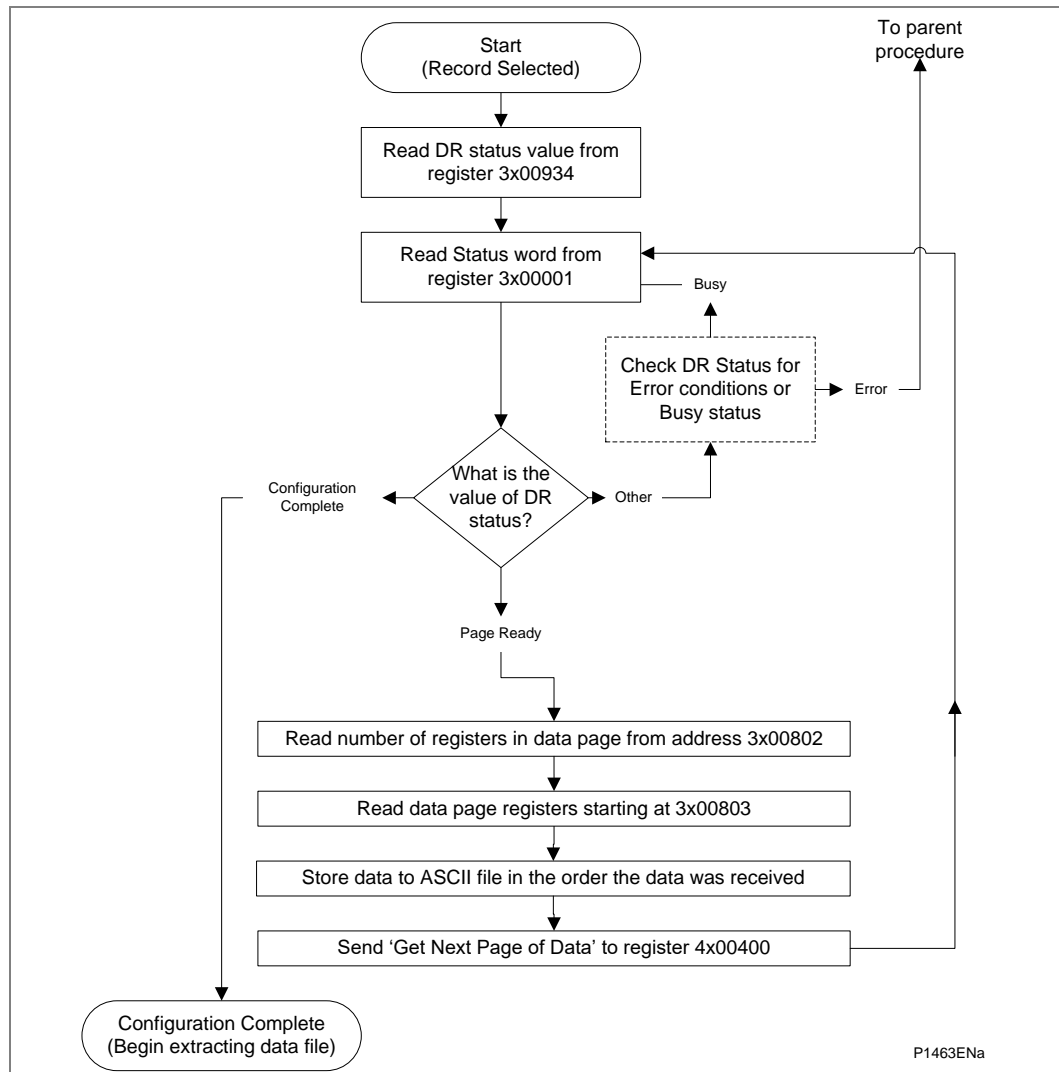 To parent
procedure
Start
(Record Selected)
Read DR status value from
register 3x00934
Read Status word from
register 3x00001
Busy
Check DR Status for
Error conditions or
Busy status
Error
What is the
value of DR
status?
Configuration
Complete
Other
Page Ready
Read number of registers in data page from address 3x00802
Read data page registers starting at 3x00803
Store data to ASCII file in the order the data was received
Send ‘Get Next Page of Data’ to register 4x00400
Configuration Complete
(Begin extracting data file)
P1463ENa